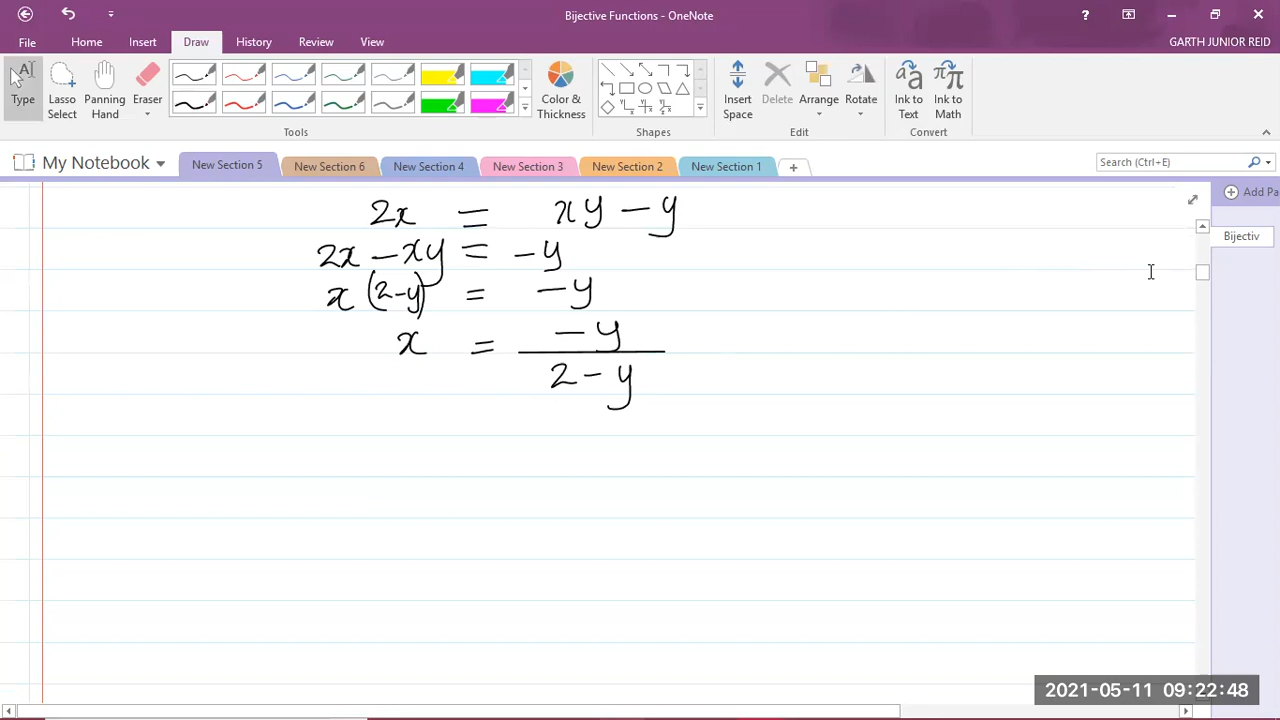 Bijective Functions - OneNote
File Home Insert Draw History Review View GARTH JUNIOR REID
Type Lasso Select Panning Hand Eraser Color & Thickness Insert Space Delete Arrange Rotate Ink to Text Ink to Math
Tools Shapes Edit Convert
My Notebook New Section 5 New Section 6 New Section 4 New Section 3 New Section 2 New Section 1 Search (Ctrl+E)
Add Pa
Bijectiv
2x = xy - y
2x - xy = - y
x (2-y) = - y
x = - y
2 - y
2021-05-11 09:22:48